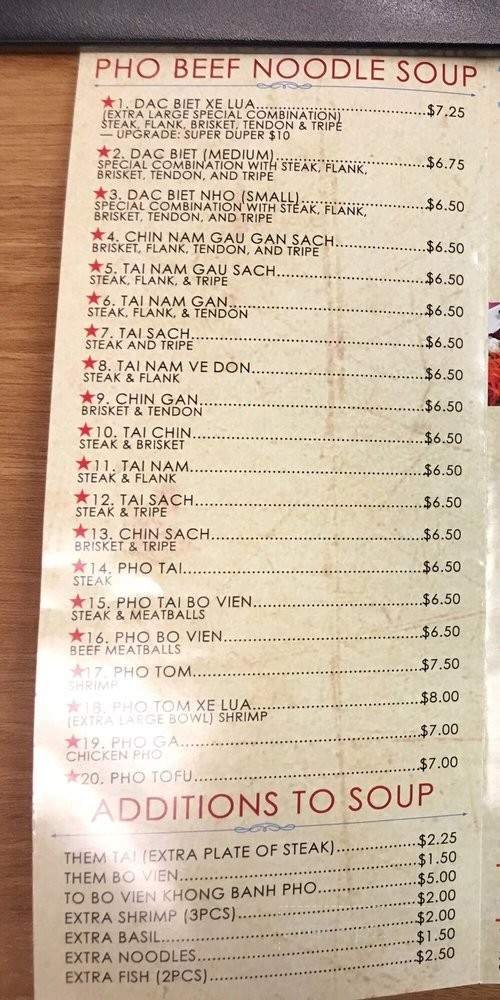 PHO BEEF NOODLE SOUP
★1. DAC BIET XE LUA..............................$7.25
(EXTRA LARGE SPECIAL COMBINATION)
STEAK, FLANK, BRISKET, TENDON & TRIPE
— UPGRADE: SUPER DUPER $10
★2. DAC BIET (MEDIUM)..............................$6.75
SPECIAL COMBINATION WITH STEAK, FLANK,
BRISKET, TENDON, AND TRIPE
★3. DAC BIET NHO (SMALL)..............................$6.50
SPECIAL COMBINATION WITH STEAK, FLANK,
BRISKET, TENDON, AND TRIPE
★4. CHIN NAM GAU GAN SACH....................$6.50
BRISKET, FLANK, TENDON, AND TRIPE
★5. TAI NAM GAU SACH..............................$6.50
STEAK, FLANK, & TRIPE
★6. TAI NAM GAN..............................$6.50
STEAK, FLANK, & TENDON
★7. TAI SACH..............................$6.50
STEAK AND TRIPE
★8. TAI NAM VE DON..............................$6.50
STEAK & FLANK
★9. CHIN GAN..............................$6.50
BRISKET & TENDON
★10. TAI CHIN..............................$6.50
STEAK & BRISKET
★11. TAI NAM..............................$6.50
STEAK & FLANK
★12. TAI SACH..............................$6.50
STEAK & TRIPE
★13. CHIN SACH..............................$6.50
BRISKET & TRIPE
★14. PHO TAI..............................$6.50
STEAK
★15. PHO TAI BO VIEN..............................$6.50
STEAK & MEATBALLS
★16. PHO BO VIEN..............................$6.50
BEEF MEATBALLS
★17. PHO TOM..............................$7.50
SHRIMP
★18. PHO TOM XE LUA..............................$8.00
(EXTRA LARGE BOWL) SHRIMP
★19. PHO GA..............................$7.00
CHICKEN PHO
★20. PHO TOFU..............................$7.00
ADDITIONS TO SOUP
THEM TAI (EXTRA PLATE OF STEAK)...............$2.25
THEM BO VIEN..............................$1.50
TO BO VIEN KHONG BANH PHO....................$5.00
EXTRA SHRIMP (3PCS)..............................$2.00
EXTRA BASIL..............................$2.00
EXTRA NOODLES..............................$1.50
EXTRA FISH (2PCS)..............................$2.50